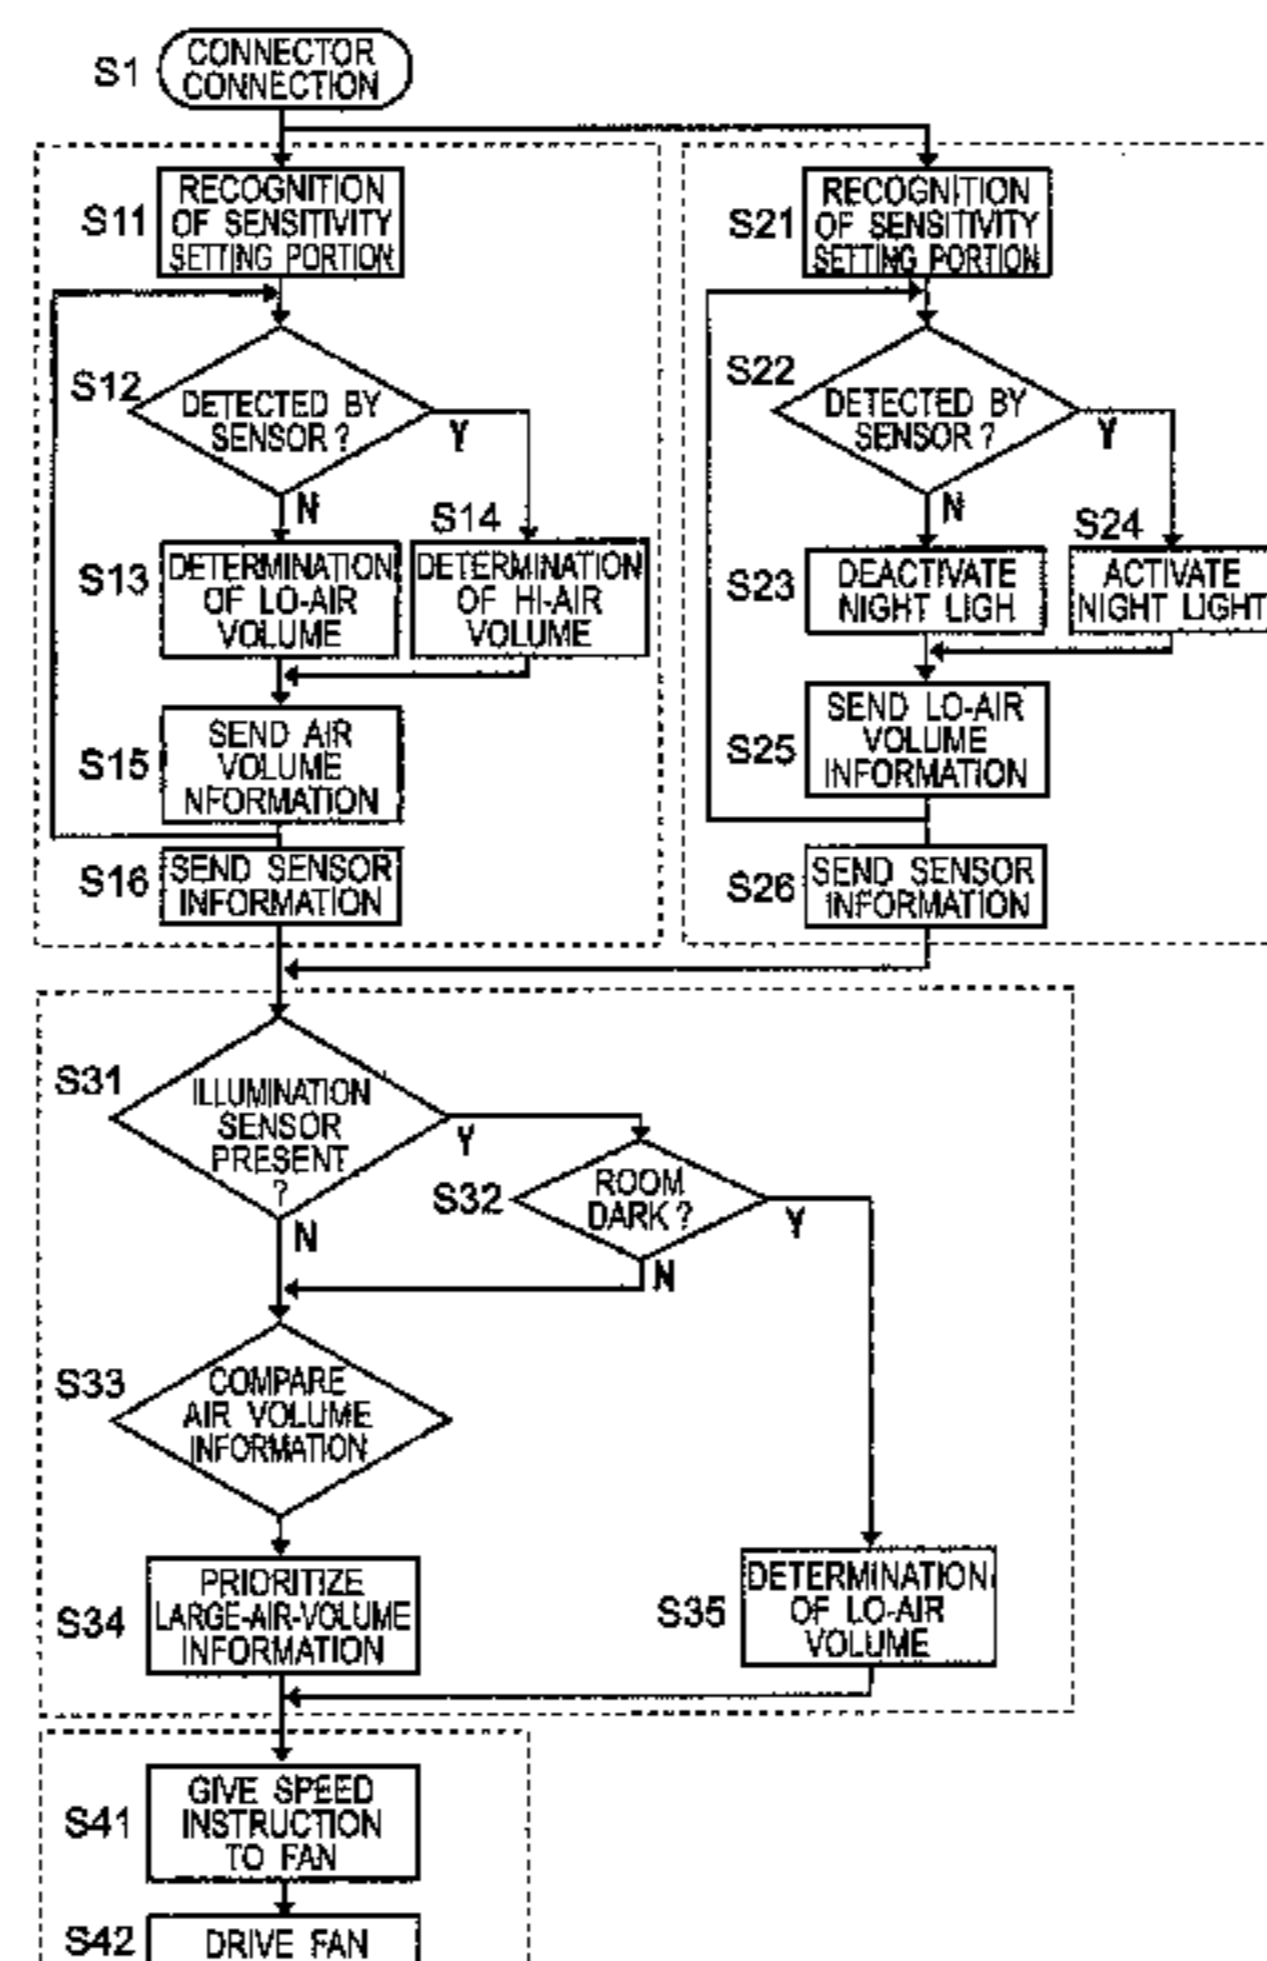 S1
CONNECTOR
CONNECTION
S11
RECOGNITION
OF SENSITIVITY
SETTING PORTION
S12
DETECTED BY
SENSOR?
Y
N
S13
DETERMINATION
OF LO-AIR
VOLUME
S14
DETERMINATION
OF HI-AIR
VOLUME
S15
SEND AIR
VOLUME
NFORMATION
S16
SEND SENSOR
INFORMATION
S21
RECOGNITION
OF SENSITIVITY
SETTING PORTION
S22
DETECTED BY
SENSOR?
Y
N
S23
DEACTIVATE
NIGHT LIGH
S24
ACTIVATE
NIGHT LIGHT
S25
SEND LO-AIR
VOLUME
INFORMATION
S26
SEND SENSOR
INFORMATION
S31
ILLUMINATION
SENSOR
PRESENT
?
Y
N
S32
ROOM
DARK?
Y
N
S33
COMPARE
AIR VOLUME
INFORMATION
S34
PRIORITIZE
LARGE-AIR-VOLUME
INFORMATION
S35
DETERMINATION
OF LO-AIR
VOLUME
S41
GIVE SPEED
INSTRUCTION
TO FAN
S42
DRIVE FAN